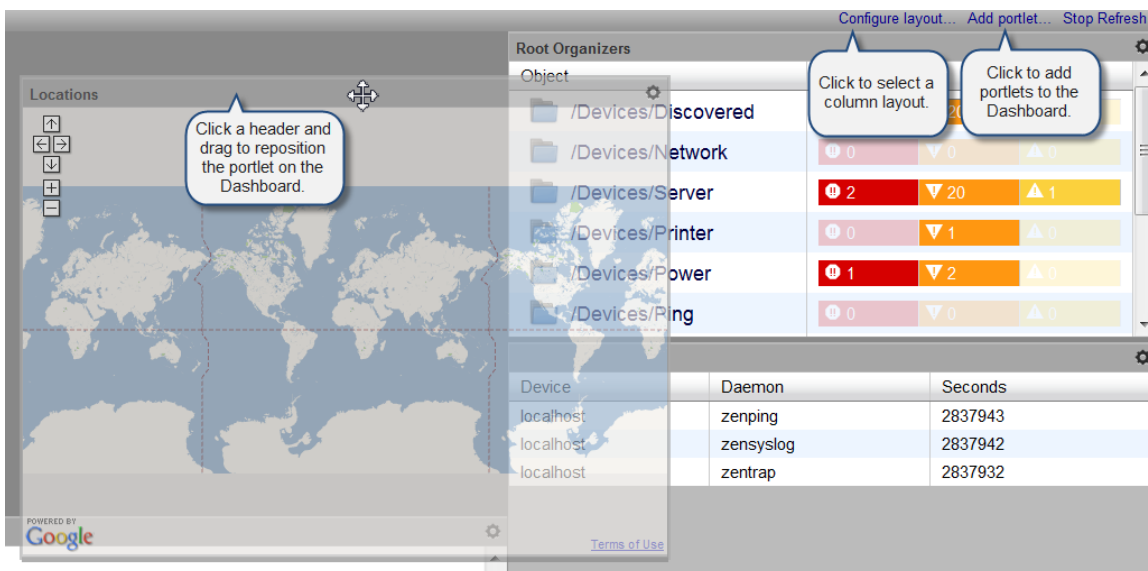 Configure layout... Add portlet... Stop Refresh
Root Organizers
Object
Click to select a
column layout.
Click to add
portlets to the
Dashboard.
Locations
Click a header and
drag to reposition
the portlet on the
Dashboard.
/Devices/Discovered
/Devices/Network 0 0 0
/Devices/Server 2 20 1
/Devices/Printer 0 1 0
/Devices/Power 1 2 0
/Devices/Ping 0 0 0
Device Daemon Seconds
localhost zenping 2837943
localhost zensyslog 2837942
localhost zentrap 2837932
POWERED BY
Google
Terms of Use